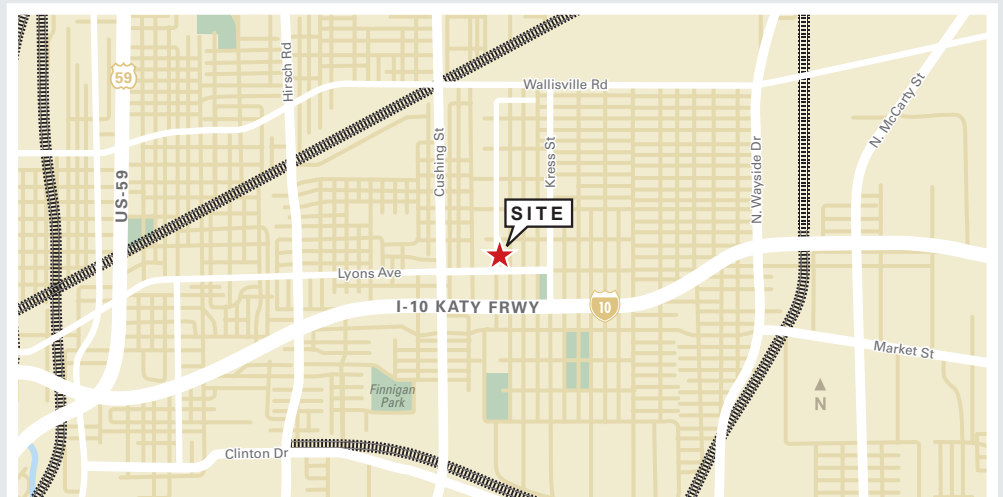 59
US-59
Hirsch Rd
Cushing St
Wallisville Rd
Kress St
N. Wayside Dr
N. McCarty St
SITE
Lyons Ave
I-10 KATY FRWY
10
Market St
Finnigan
Park
N
Clinton Dr